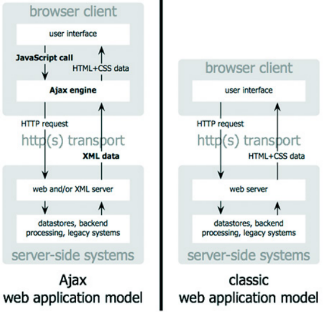 browser client
user interface
JavaScript call
HTML+CSS data
Ajax engine
HTTP request
http(s) transport
XML data
web and/or XML server
datastores, backend
processing, legacy systems
server-side systems
Ajax
web application model
browser client
user interface
HTTP request
http(s) transport
HTML+CSS data
web server
datastores, backend
processing, legacy systems
server-side systems
classic
web application model